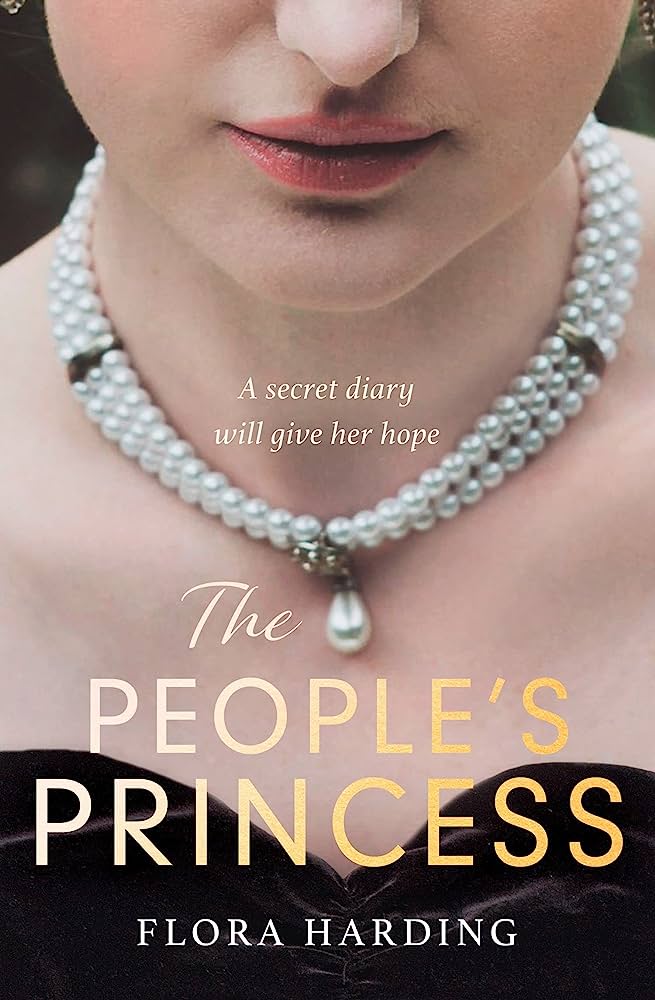 A secret diary
will give her hope
The
PEOPLE'S
PRINCESS
FLORA HARDING